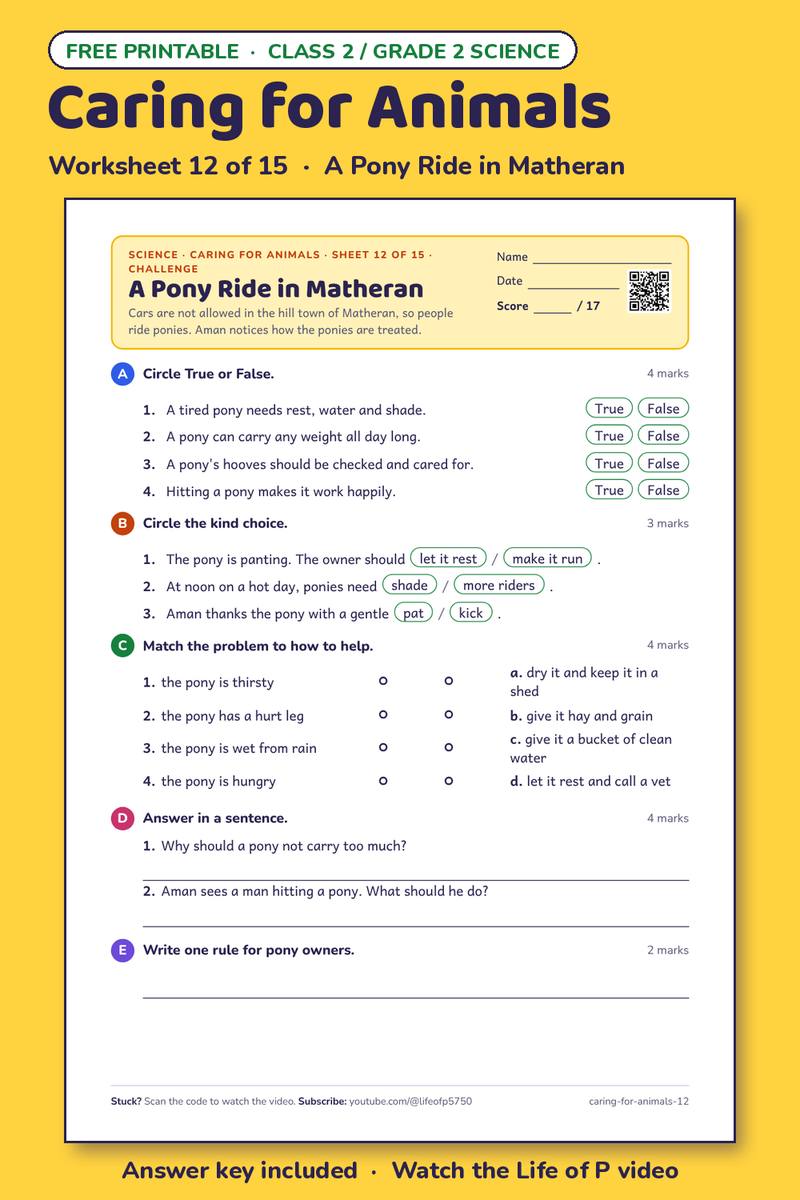 FREE PRINTABLE · CLASS 2 / GRADE 2 SCIENCE
Caring for Animals
Worksheet 12 of 15 · A Pony Ride in Matheran
SCIENCE · CARING FOR ANIMALS · SHEET 12 OF 15 ·
CHALLENGE
A Pony Ride in Matheran
Cars are not allowed in the hill town of Matheran, so people
ride ponies. Aman notices how the ponies are treated.
Name
Date
Score / 17
A Circle True or False. 4 marks
1. A tired pony needs rest, water and shade. True False
2. A pony can carry any weight all day long. True False
3. A pony's hooves should be checked and cared for. True False
4. Hitting a pony makes it work happily. True False
B Circle the kind choice. 3 marks
1. The pony is panting. The owner should let it rest / make it run .
2. At noon on a hot day, ponies need shade / more riders .
3. Aman thanks the pony with a gentle pat / kick .
C Match the problem to how to help. 4 marks
1. the pony is thirsty a. dry it and keep it in a
shed
2. the pony has a hurt leg b. give it hay and grain
3. the pony is wet from rain c. give it a bucket of clean
water
4. the pony is hungry d. let it rest and call a vet
D Answer in a sentence. 4 marks
1. Why should a pony not carry too much?
2. Aman sees a man hitting a pony. What should he do?
E Write one rule for pony owners. 2 marks
Stuck? Scan the code to watch the video. Subscribe: youtube.com/@lifeofp5750 caring-for-animals-12
Answer key included · Watch the Life of P video